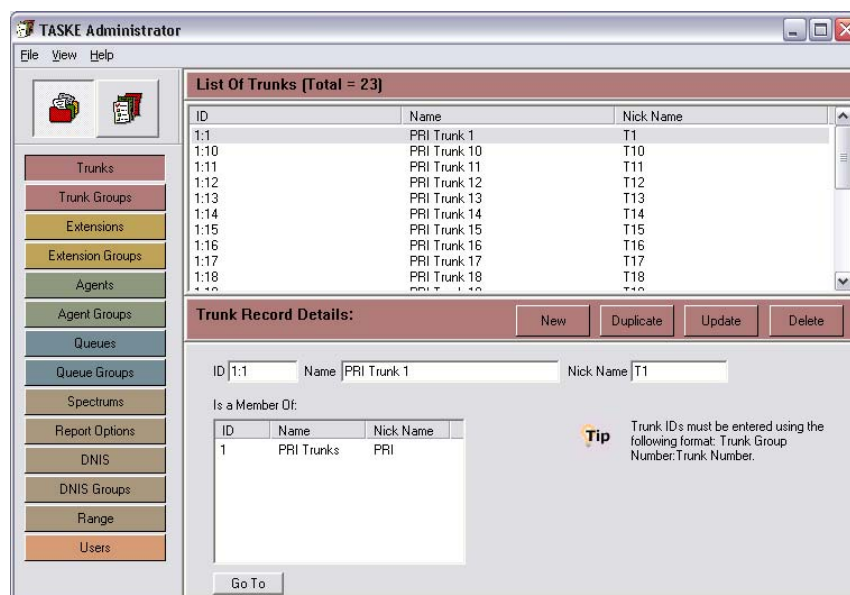 TASKE Administrator
File View Help
List Of Trunks (Total = 23)
ID Name Nick Name
1:1 PRI Trunk 1 T1
1:10 PRI Trunk 10 T10
1:11 PRI Trunk 11 T11
1:12 PRI Trunk 12 T12
1:13 PRI Trunk 13 T13
1:14 PRI Trunk 14 T14
1:15 PRI Trunk 15 T15
1:16 PRI Trunk 16 T16
1:17 PRI Trunk 17 T17
1:18 PRI Trunk 18 T18
Trunks
Trunk Groups
Extensions
Extension Groups
Agents
Agent Groups
Queues
Queue Groups
Spectrums
Report Options
DNIS
DNIS Groups
Range
Users
Trunk Record Details:
New Duplicate Update Delete
ID 1:1 Name PRI Trunk 1 Nick Name T1
Is a Member Of:
ID Name Nick Name
1 PRI Trunks PRI
Tip
Trunk IDs must be entered using the
following format: Trunk Group
Number:Trunk Number.
Go To